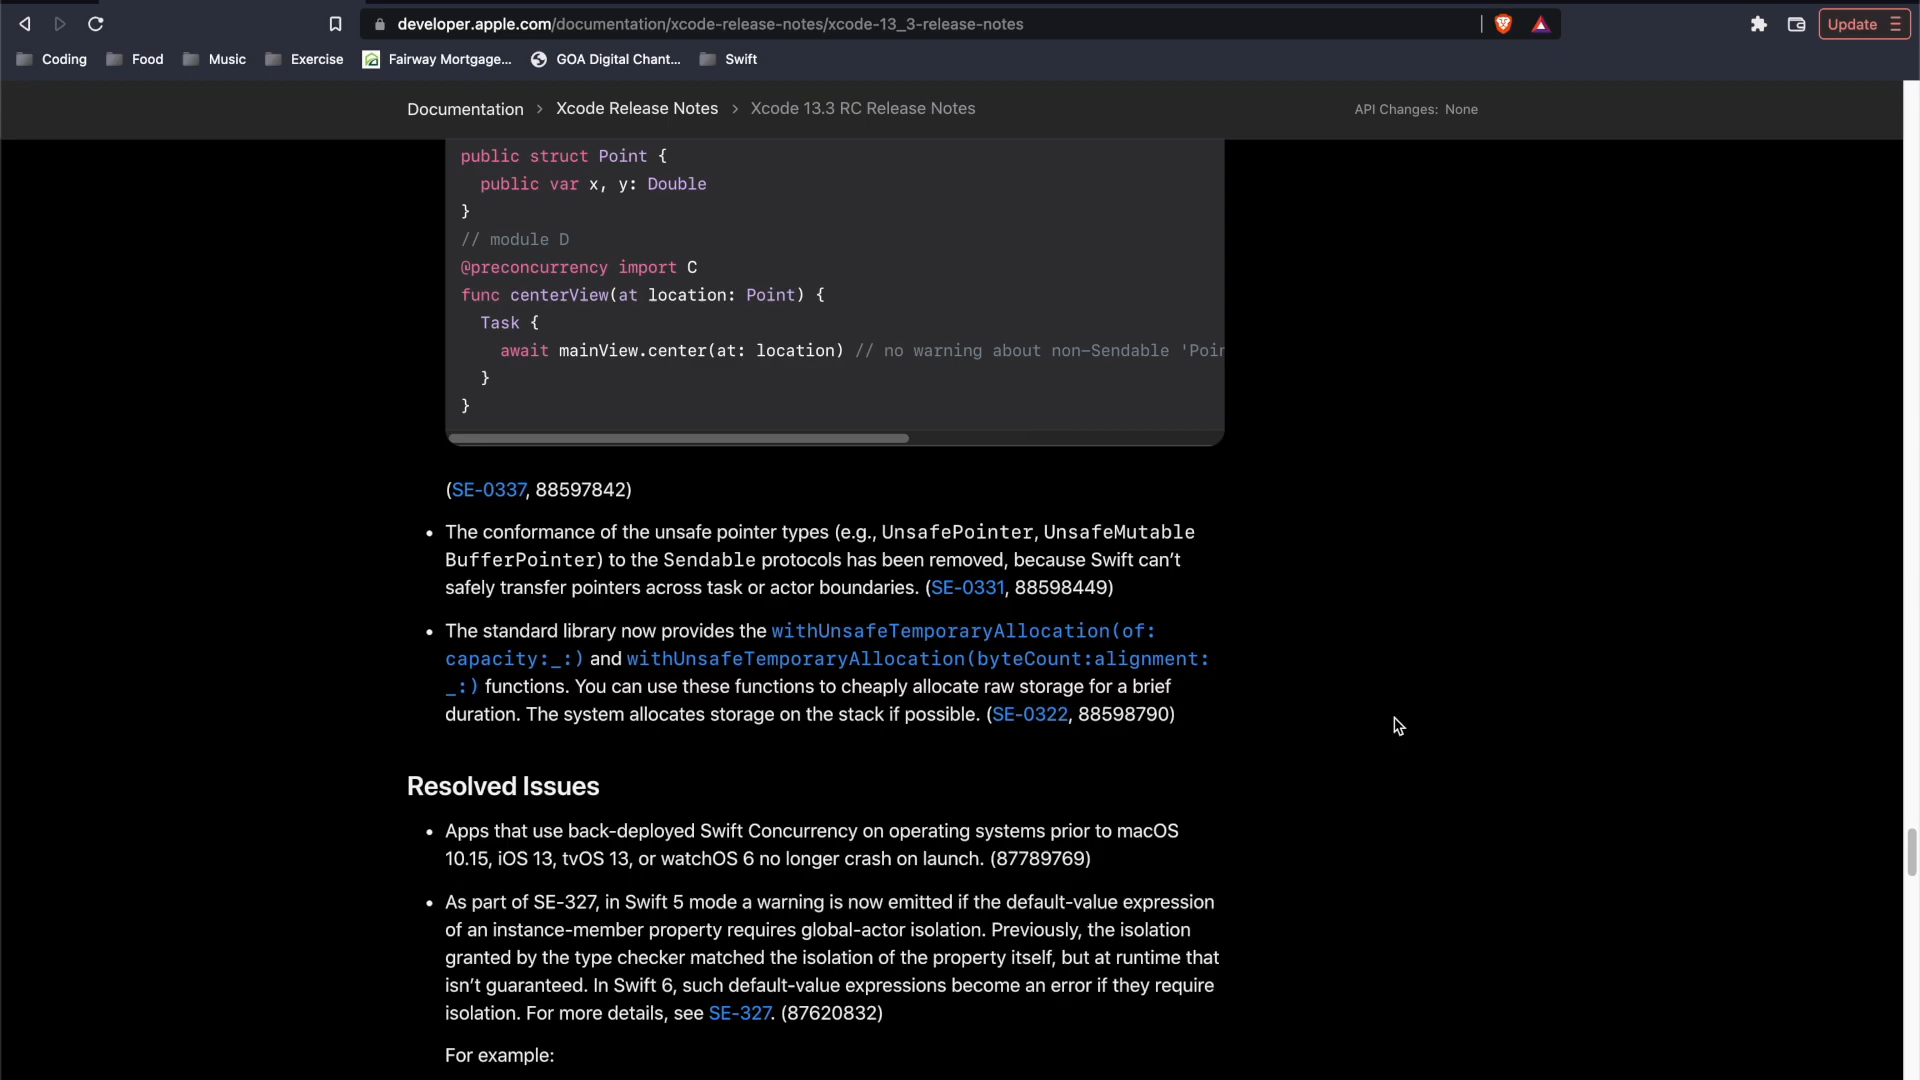 developer.apple.com/documentation/xcode-release-notes/xcode-13_3-release-notes
Update
Coding Food Music Exercise Fairway Mortgage... GOA Digital Chant... Swift
Documentation > Xcode Release Notes > Xcode 13.3 RC Release Notes API Changes: None
public struct Point {
public var x, y: Double
}
// module D
@preconcurrency import C
func centerView(at location: Point) {
Task {
await mainView.center(at: location) // no warning about non-Sendable 'Poin
}
}
(SE-0337, 88597842)
• The conformance of the unsafe pointer types (e.g., UnsafePointer, UnsafeMutable
BufferPointer) to the Sendable protocols has been removed, because Swift can’t
safely transfer pointers across task or actor boundaries. (SE-0331, 88598449)
• The standard library now provides the withUnsafeTemporaryAllocation(of:
capacity:_:) and withUnsafeTemporaryAllocation(byteCount:alignment:
_:) functions. You can use these functions to cheaply allocate raw storage for a brief
duration. The system allocates storage on the stack if possible. (SE-0322, 88598790)
Resolved Issues
• Apps that use back-deployed Swift Concurrency on operating systems prior to macOS
10.15, iOS 13, tvOS 13, or watchOS 6 no longer crash on launch. (87789769)
• As part of SE-327, in Swift 5 mode a warning is now emitted if the default-value expression
of an instance-member property requires global-actor isolation. Previously, the isolation
granted by the type checker matched the isolation of the property itself, but at runtime that
isn’t guaranteed. In Swift 6, such default-value expressions become an error if they require
isolation. For more details, see SE-327. (87620832)
For example: